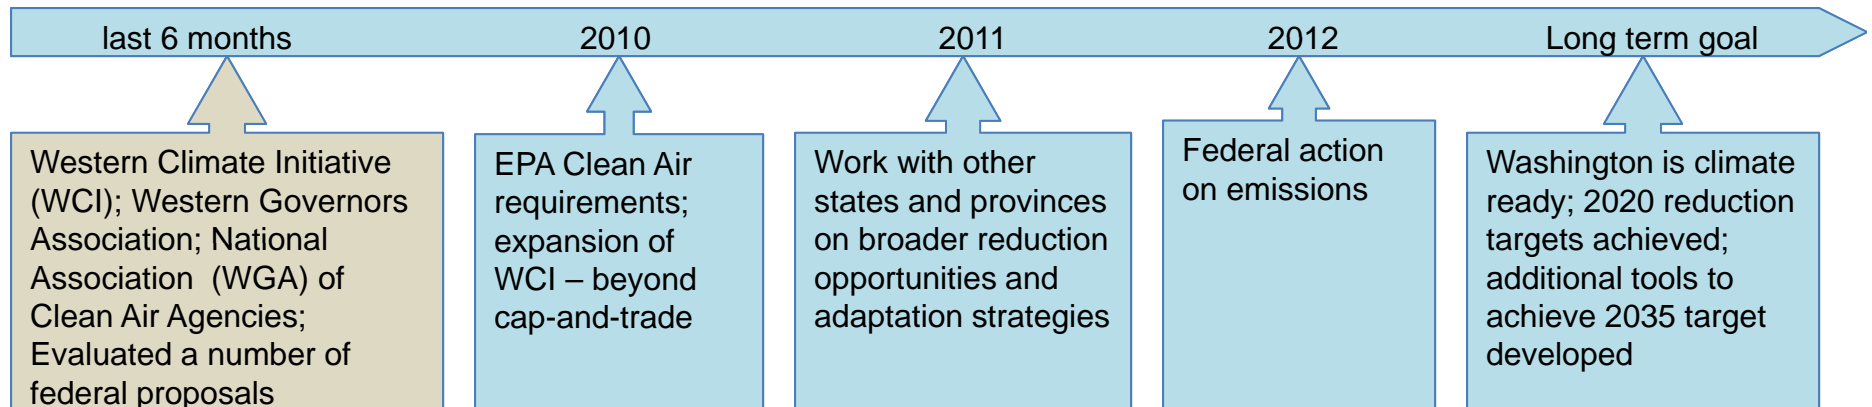 last 6 months
2010
2011
2012
Long term goal
Western Climate Initiative
(WCI); Western Governors
Association; National
Association  (WGA) of
Clean Air Agencies;
Evaluated a number of
federal proposals
EPA Clean Air
requirements;
expansion of
WCI – beyond
cap-and-trade
Work with other
states and provinces
on broader reduction
opportunities and
adaptation strategies
Federal action
on emissions
Washington is climate
ready; 2020 reduction
targets achieved;
additional tools to
achieve 2035 target
developed